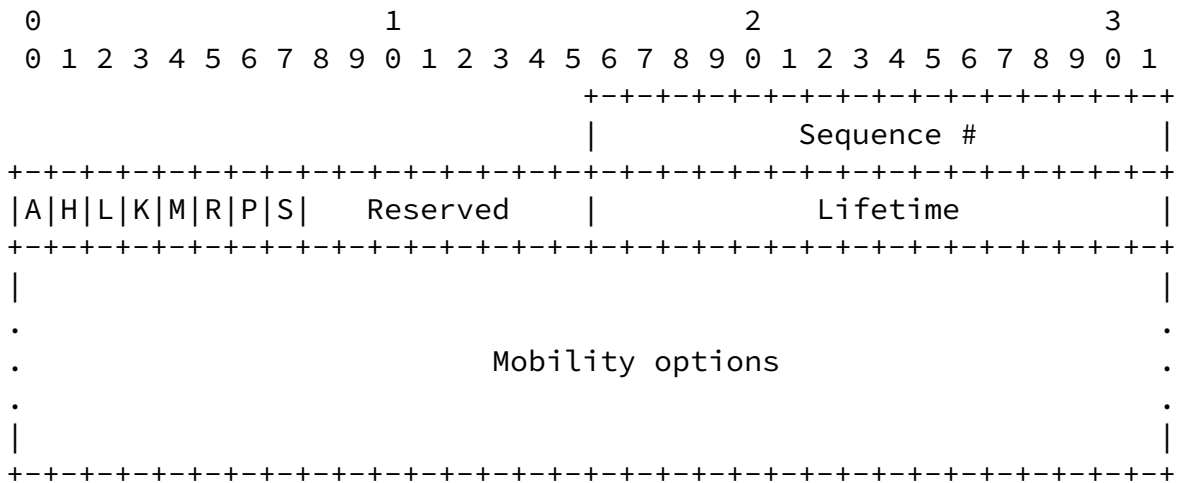 0                   1                   2                   3
0 1 2 3 4 5 6 7 8 9 0 1 2 3 4 5 6 7 8 9 0 1 2 3 4 5 6 7 8 9 0 1
+-+-+-+-+-+-+-+-+-+-+-+-+-+-+-+-+
|          Sequence #           |
+-+-+-+-+-+-+-+-+-+-+-+-+-+-+-+-+-+-+-+-+-+-+-+-+-+-+-+-+-+-+-+-+
|A|H|L|K|M|R|P|S|   Reserved    |            Lifetime           |
+-+-+-+-+-+-+-+-+-+-+-+-+-+-+-+-+-+-+-+-+-+-+-+-+-+-+-+-+-+-+-+-+
|                                                               |
.                                                               .
.                          Mobility options                     .
.                                                               .
|                                                               |
+-+-+-+-+-+-+-+-+-+-+-+-+-+-+-+-+-+-+-+-+-+-+-+-+-+-+-+-+-+-+-+-+